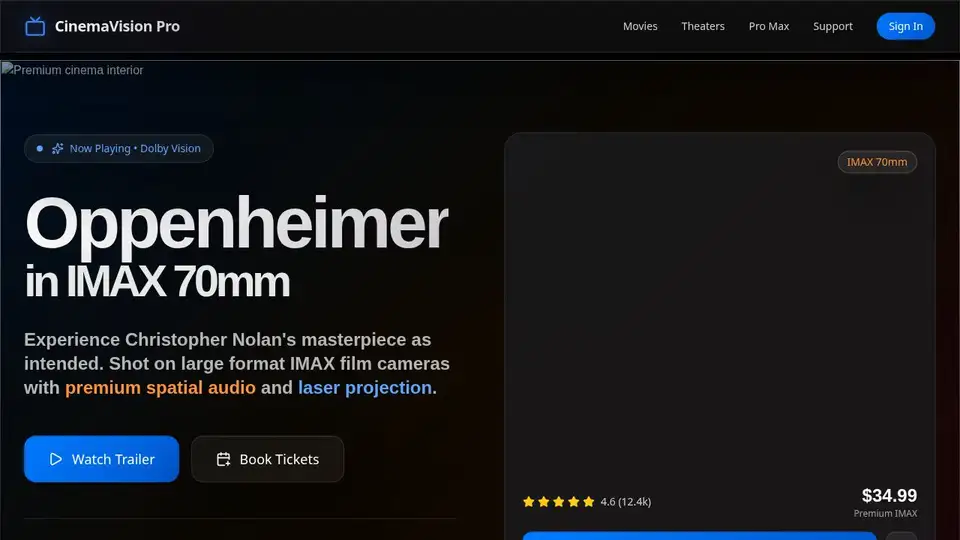 CinemaVision Pro
Movies
Theaters
Pro Max
Support
Sign In
Premium cinema interior
Now Playing • Dolby Vision
Oppenheimer
in IMAX 70mm
Experience Christopher Nolan's masterpiece as
intended. Shot on large format IMAX film cameras
with premium spatial audio and laser projection.
Watch Trailer
Book Tickets
IMAX 70mm
4.6 (12.4k)
$34.99
Premium IMAX